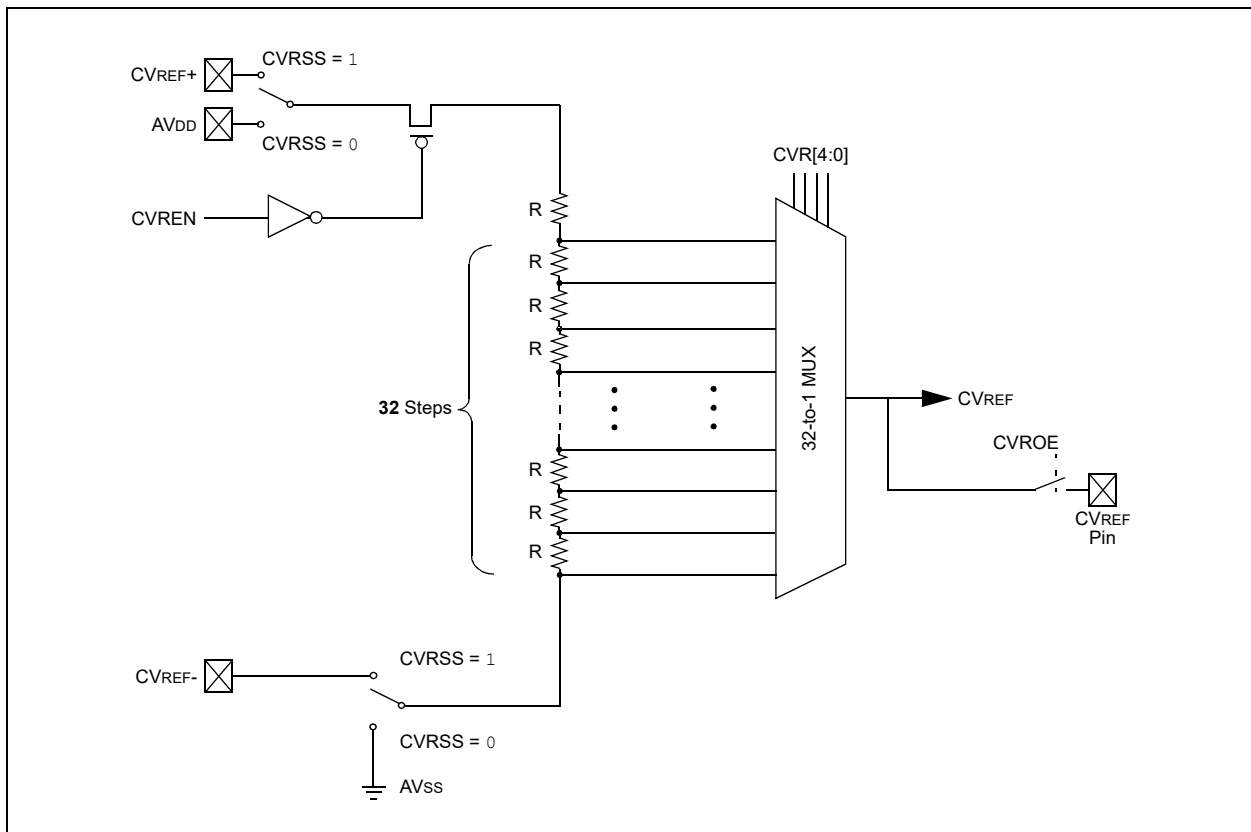 CVRSS = 1
CVREF+
AVDD
CVRSS = 0
CVREN
CVR[4:0]
R
R
R
R
32 Steps
32-to-1 MUX
CVREF
CVROE
R
R
R
CVREF
Pin
CVRSS = 1
CVREF-
CVRSS = 0
AVSS